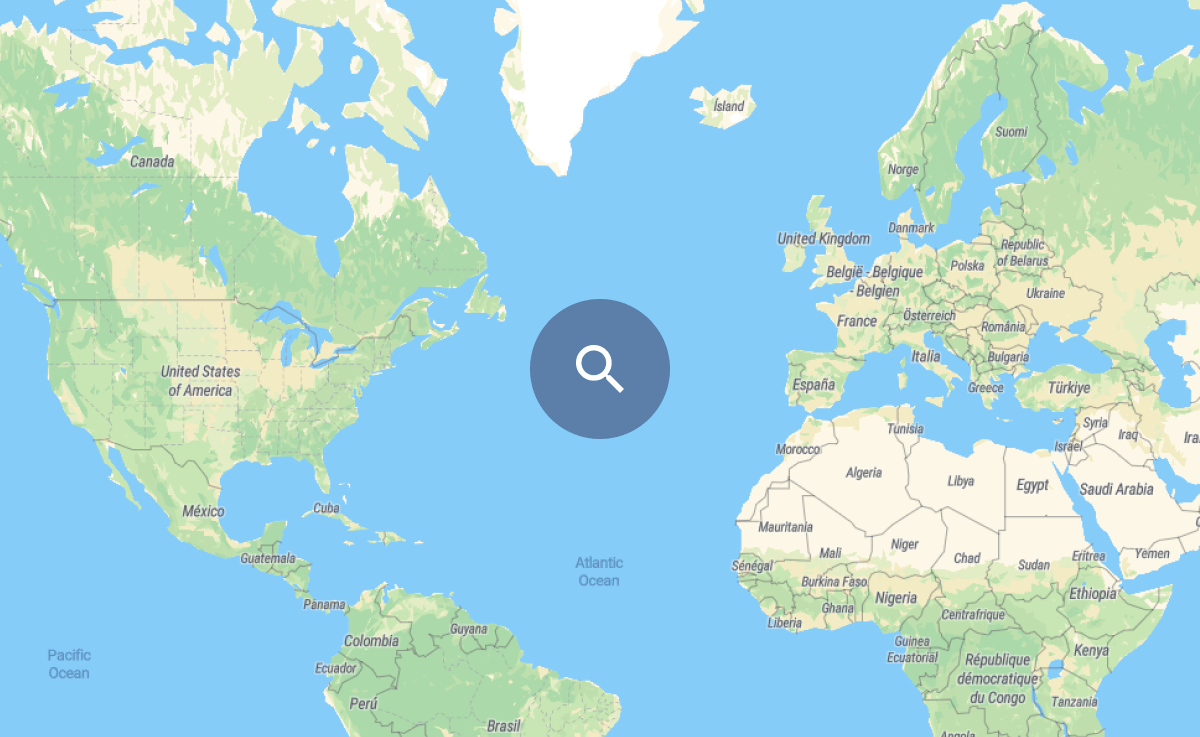 Ísland
Canada
Suomi
Norge
United Kingdom
Danmark
Republic
of Belarus
Polska
België - Belgique
- Belgien
Ukraine
France
Österreich
România
Italia
Bulgaria
United States
of America
España
Greece
Türkiye
Tunisia
Syria
Iraq
Morocco
Israel
Algeria
Libya
Egypt
Saudi Arabia
México
Cuba
Mauritania
Mali
Niger
Chad
Sudan
Eritrea
Yemen
Guatemala
Atlantic
Ocean
Sénégal
Burkina Faso
Nigeria
Ethiopia
Panama
Ghana
Centrafrique
Liberia
Colombia
Guyana
Guinea
Ecuatorial
Kenya
Pacific
Ocean
Ecuador
République
démocratique
du Congo
Perú
Tanzania
Brasil